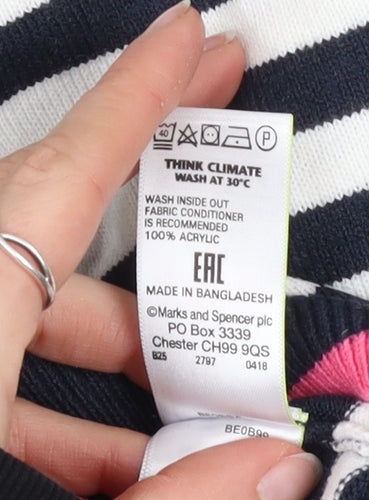 40 P
THINK CLIMATE
WASH AT 30°C
WASH INSIDE OUT
FABRIC CONDITIONER
IS RECOMMENDED
100% ACRYLIC
EAC
MADE IN BANGLADESH
©Marks and Spencer plc
PO Box 3339
Chester CH99 9QS
B25 2797 0418